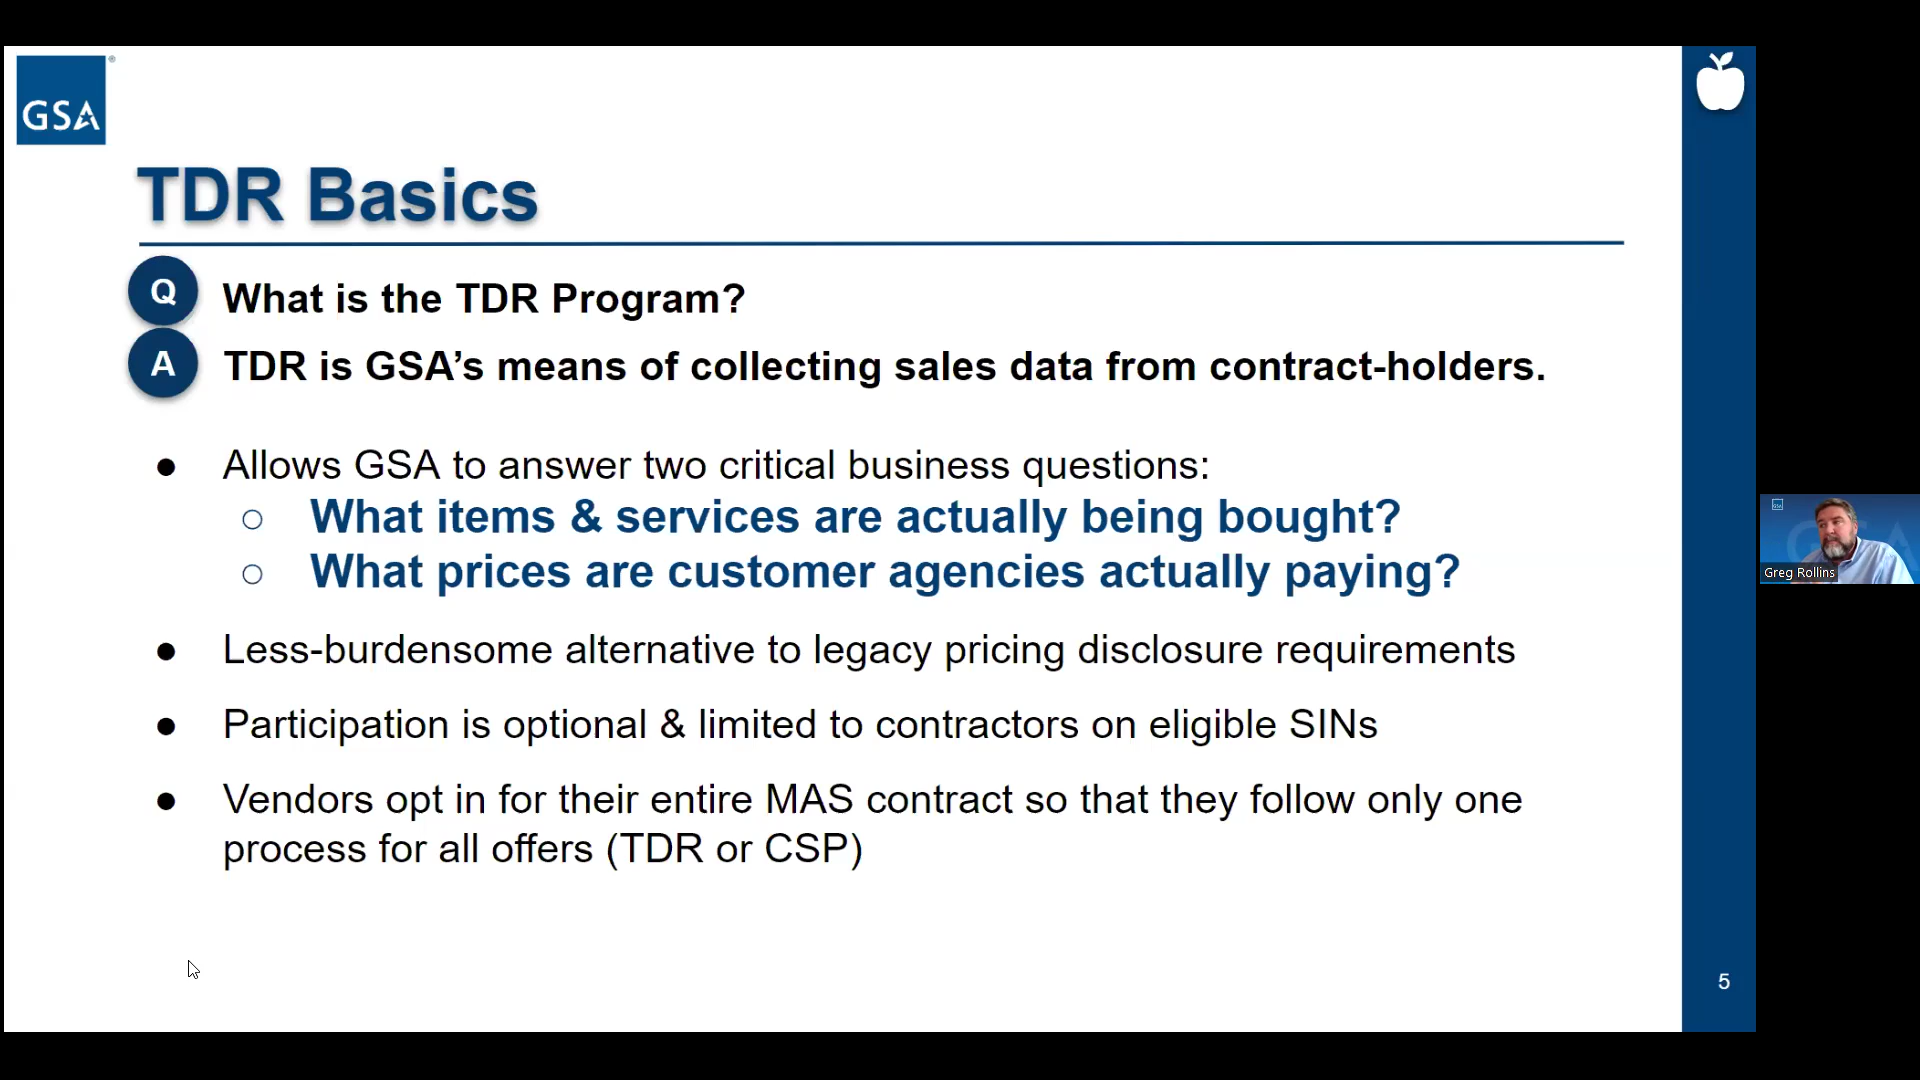 GSA
®
TDR Basics
Q
What is the TDR Program?
A
TDR is GSA’s means of collecting sales data from contract-holders.
● Allows GSA to answer two critical business questions:
○ What items & services are actually being bought?
○ What prices are customer agencies actually paying?
● Less-burdensome alternative to legacy pricing disclosure requirements
● Participation is optional & limited to contractors on eligible SINs
● Vendors opt in for their entire MAS contract so that they follow only one
process for all offers (TDR or CSP)
5
GSA
Greg Rollins